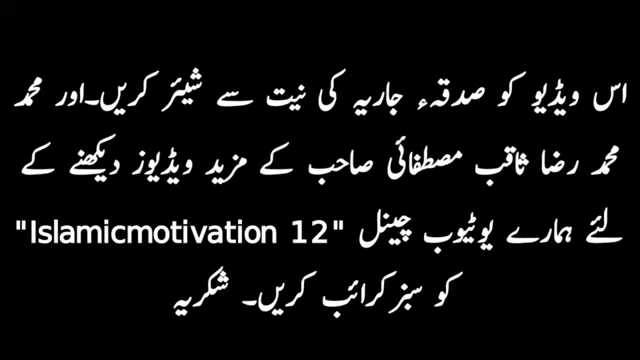 اس ویڈیو کو صدقہء جاریہ کی نیت سے شیئر کریں۔اور محمد
محمد رضا ثاقب مصطفائی صاحب کے مزید ویڈیوز دیکھنے کے
لئے ہمارے یوٹیوب چینل "Islamicmotivation 12"
کو سبزکرائب کریں۔ شکریہ